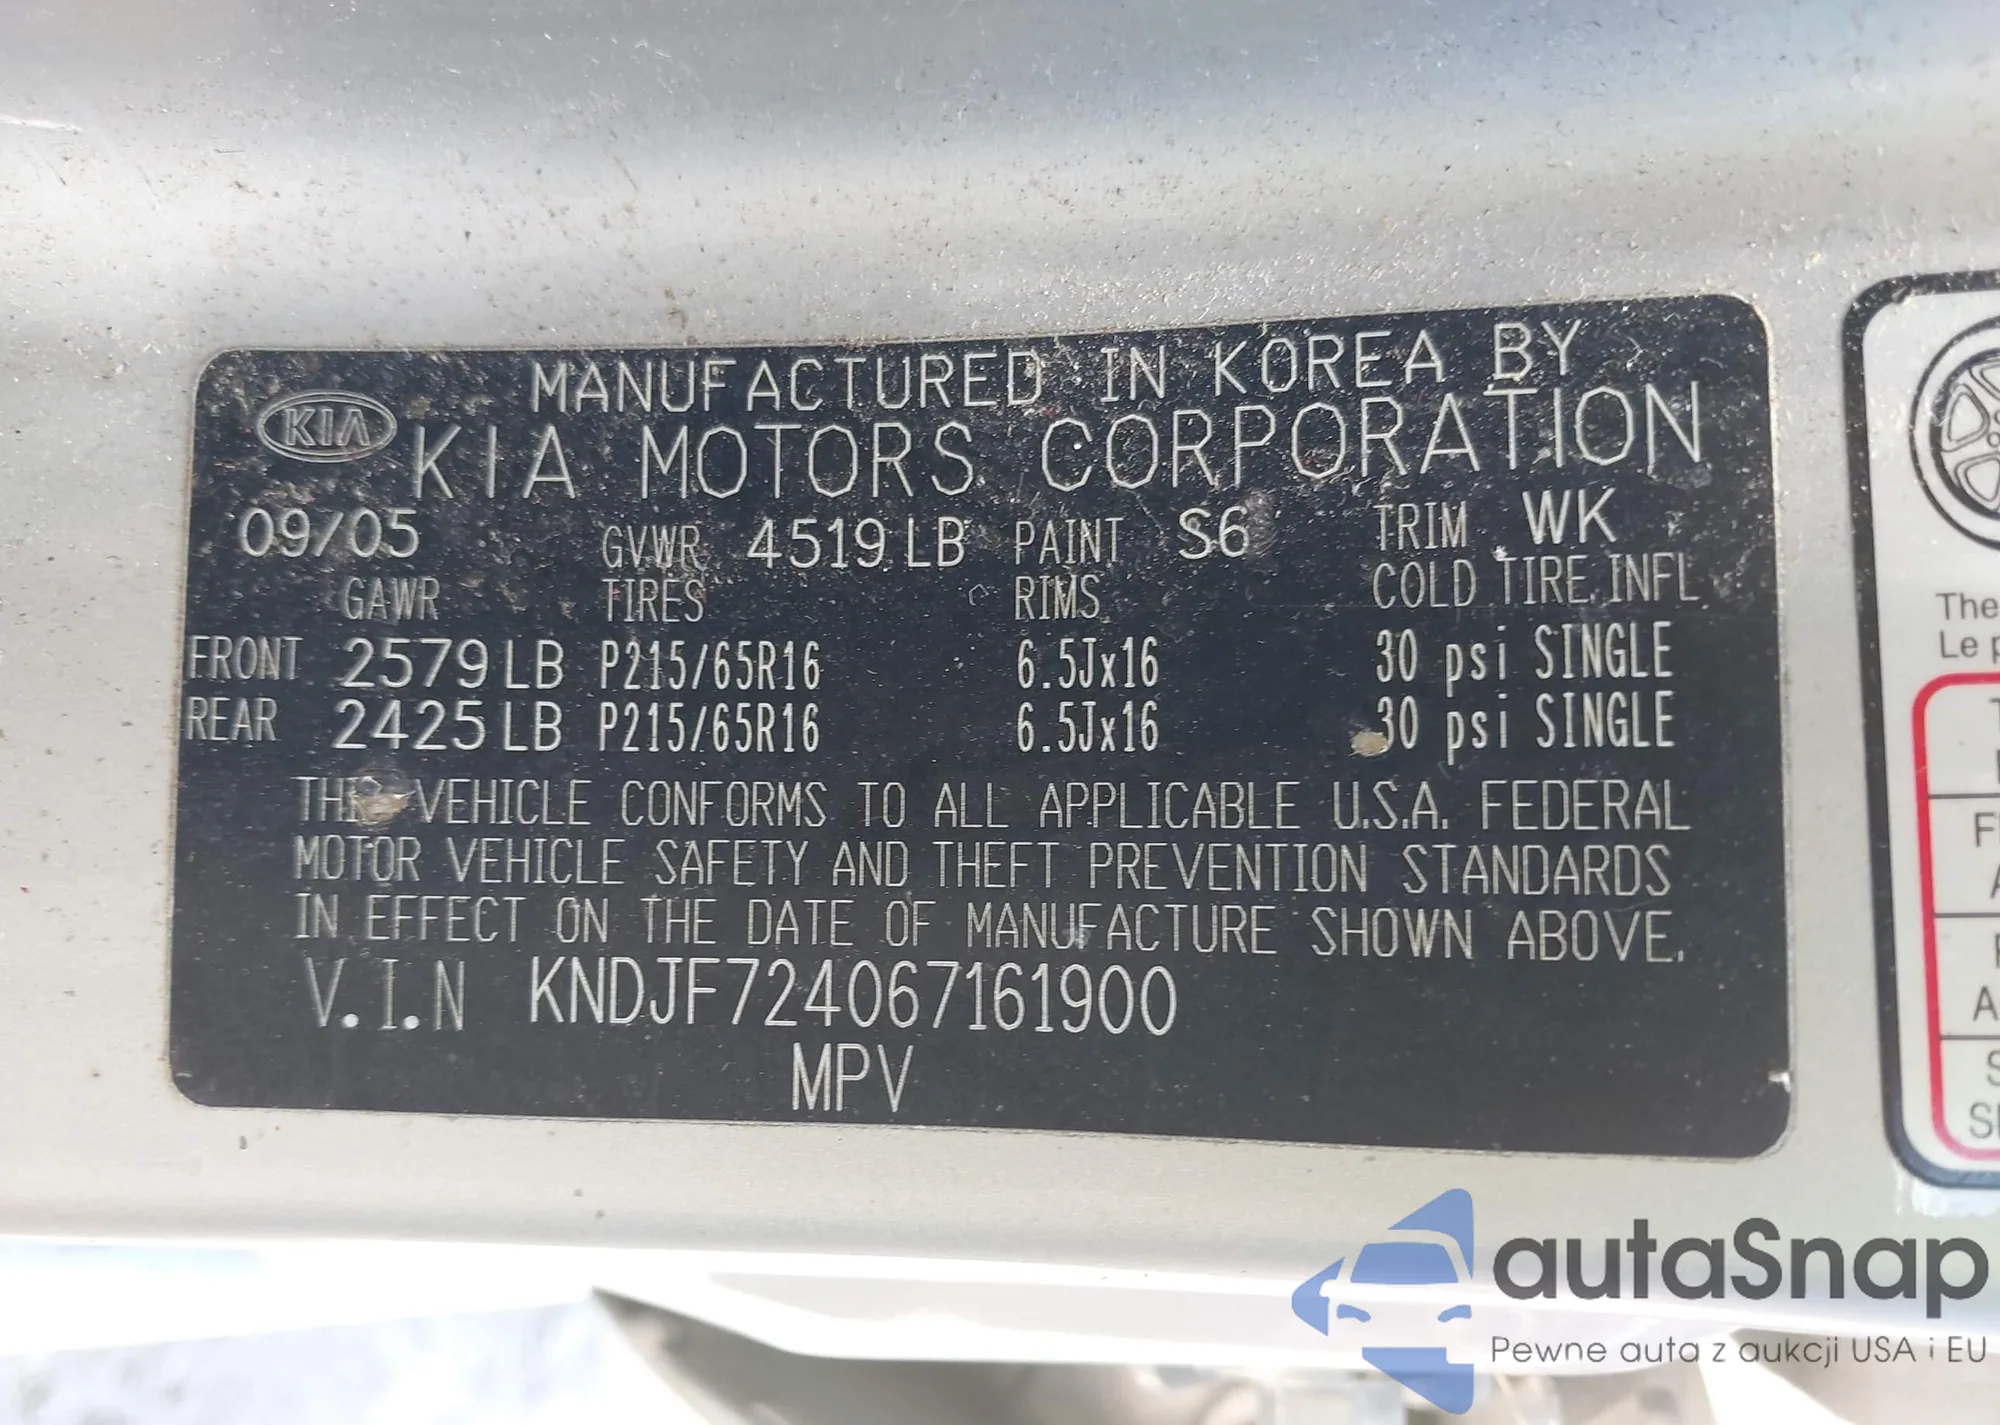 MANUFACTURED IN KOREA BY
KIA KIA MOTORS CORPORATION
09/05 GVWR 4519 LB PAINT S6 TRIM WK
GAWR TIRES RIMS COLD TIRE INFL
FRONT 2579 LB P215/65R16 6.5Jx16 30 psi SINGLE
REAR 2425 LB P215/65R16 6.5Jx16 30 psi SINGLE
THIS VEHICLE CONFORMS TO ALL APPLICABLE U.S.A. FEDERAL
MOTOR VEHICLE SAFETY AND THEFT PREVENTION STANDARDS
IN EFFECT ON THE DATE OF MANUFACTURE SHOWN ABOVE.
V.I.N KNDJF724067161900
MPV
The
Le
autaSnap
Pewne auta z aukcji USA i EU